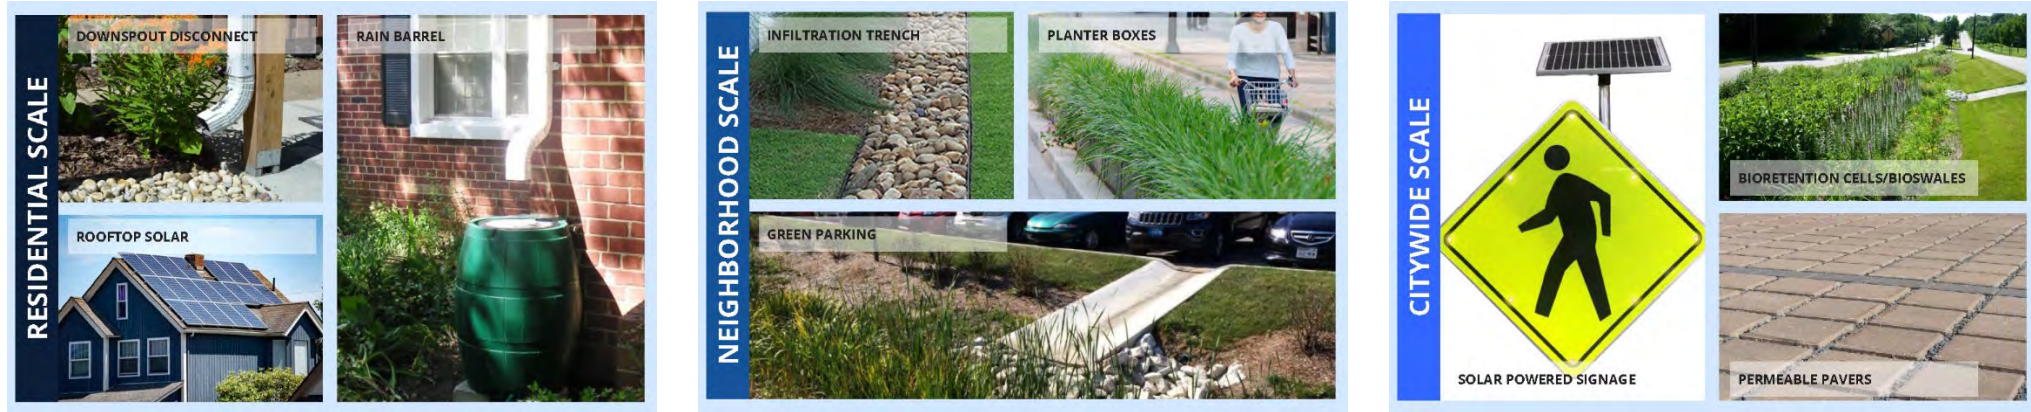 RESIDENTIAL SCALE
DOWNSPOUT DISCONNECT
RAIN BARREL
ROOFTOP SOLAR
NEIGHBORHOOD SCALE
INFILTRATION TRENCH
PLANTER BOXES
GREEN PARKING
CITYWIDE SCALE
SOLAR POWERED SIGNAGE
BIORETENTION CELLS/BIOSWALES
PERMEABLE PAVERS